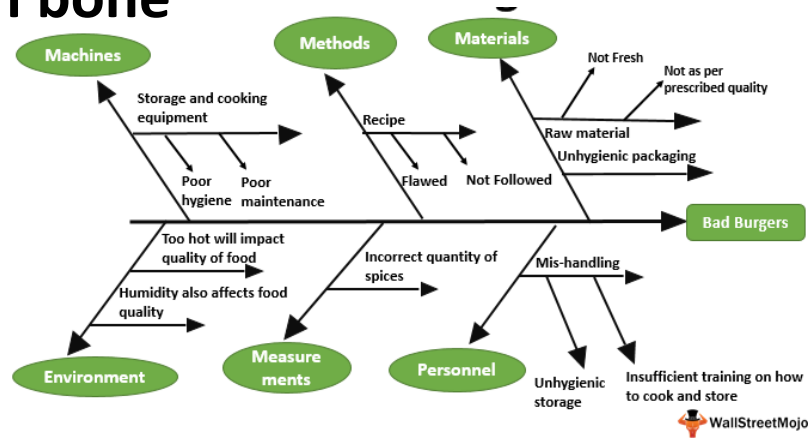 bone
Machines
Methods
Materials
Not Fresh
Not as per
prescribed quality
Storage and cooking
equipment
Recipe
Raw material
Unhygienic packaging
Poor
hygiene
Poor
maintenance
Flawed
Not Followed
Bad Burgers
Too hot will impact
quality of food
Incorrect quantity of
spices
Mis-handling
Humidity also affects food
quality
Environment
Measure
ments
Personnel
Unhygienic
storage
Insufficient training on how
to cook and store
WallStreetMojo